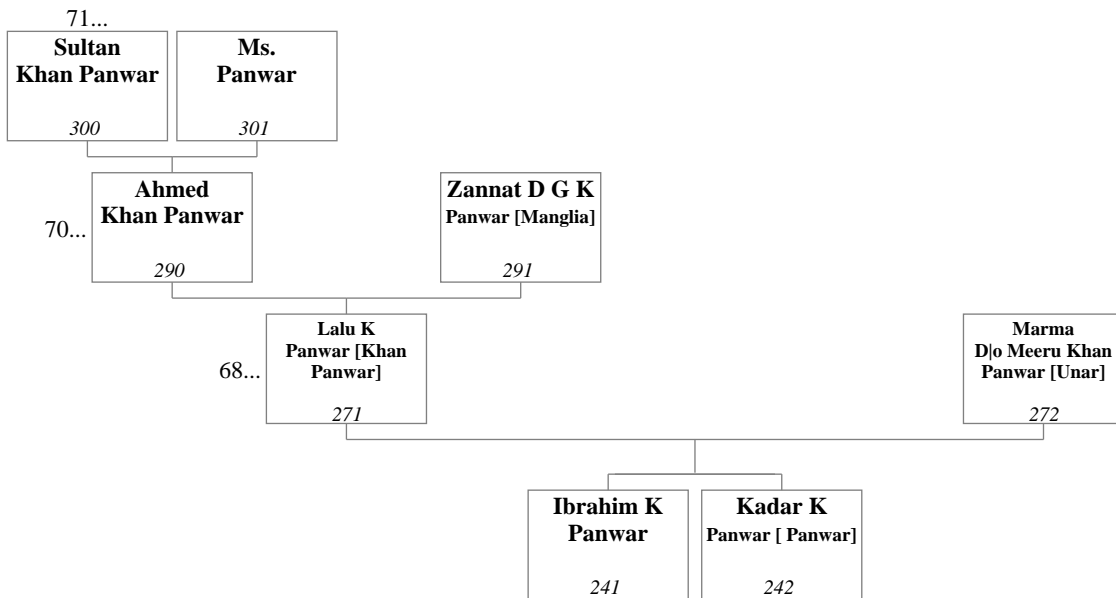 71...
Sultan
Khan Panwar
300
Ms.
Panwar
301
70...
Ahmed
Khan Panwar
290
Zannat D G K
Panwar [Manglia]
291
68...
Lalu K
Panwar [Khan
Panwar]
271
Marma
D|o Meeru Khan
Panwar [Unar]
272
Ibrahim K
Panwar
241
Kadar K
Panwar [ Panwar]
242